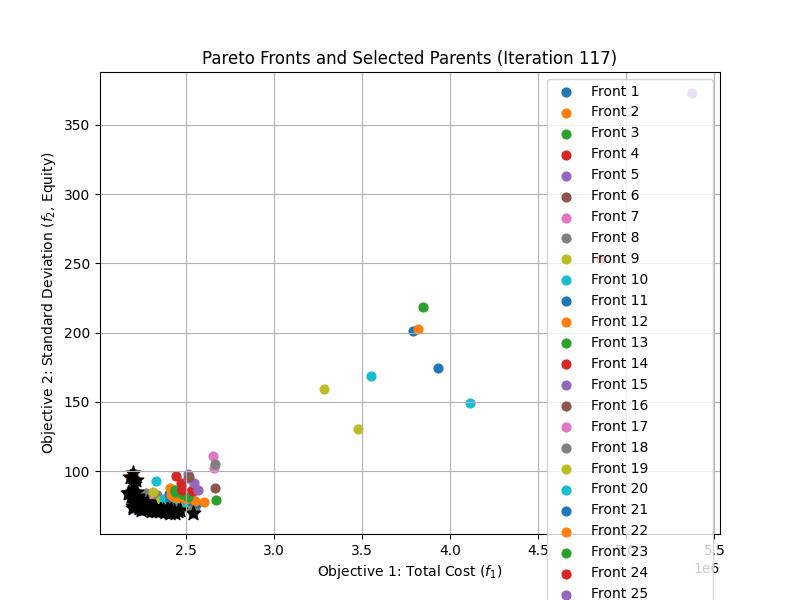 Pareto Fronts and Selected Parents (Iteration 117)
Objective 2: Standard Deviation (f₂, Equity)
350
300
250
200
150
100
2.5
3.0
3.5
4.0
4.5
5.0
5.5
1e6
Objective 1: Total Cost (f₁)
Front 1
Front 2
Front 3
Front 4
Front 5
Front 6
Front 7
Front 8
Front 9
Front 10
Front 11
Front 12
Front 13
Front 14
Front 15
Front 16
Front 17
Front 18
Front 19
Front 20
Front 21
Front 22
Front 23
Front 24
Front 25